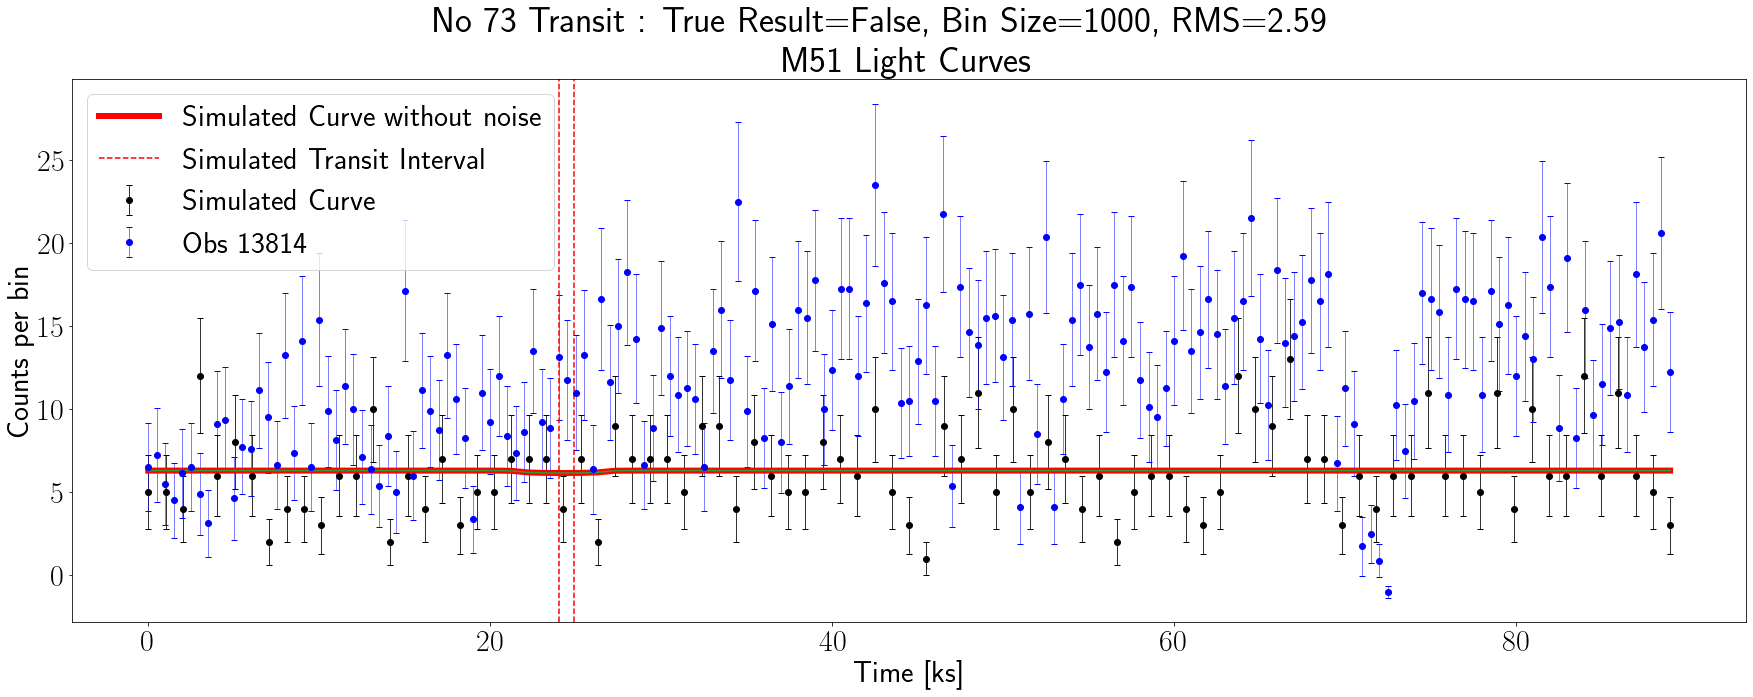 No 73 Transit : True Result=False, Bin Size=1000, RMS=2.59
M51 Light Curves
Simulated Curve without noise
Simulated Transit Interval
Simulated Curve
Obs 13814
Counts per bin
25
20
15
10
5
0
0 20 40 60 80
Time [ks]